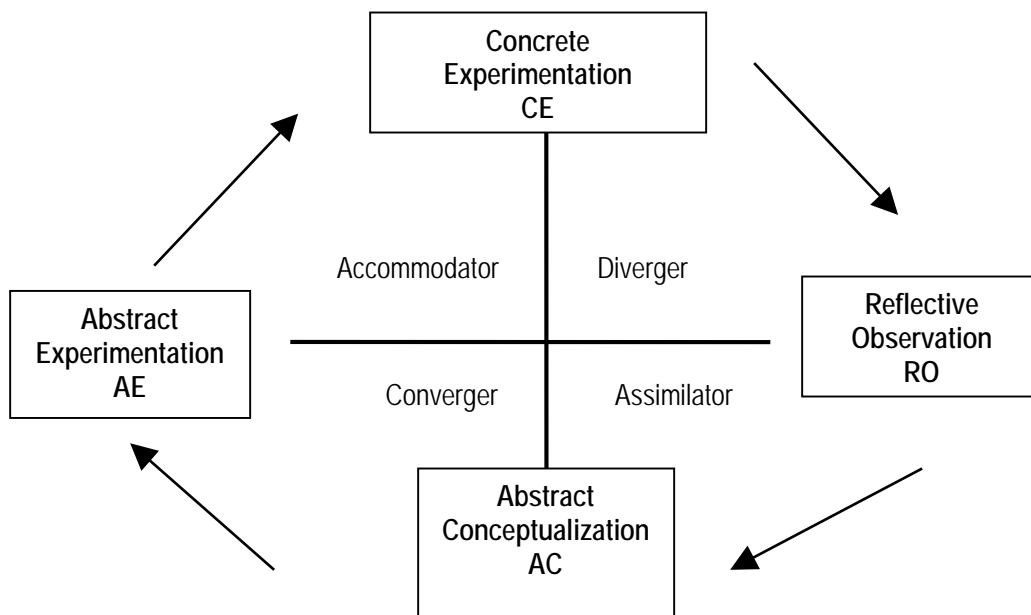 Concrete
Experimentation
CE
Accommodator
Diverger
Abstract
Experimentation
AE
Reflective
Observation
RO
Converger
Assimilator
Abstract
Conceptualization
AC